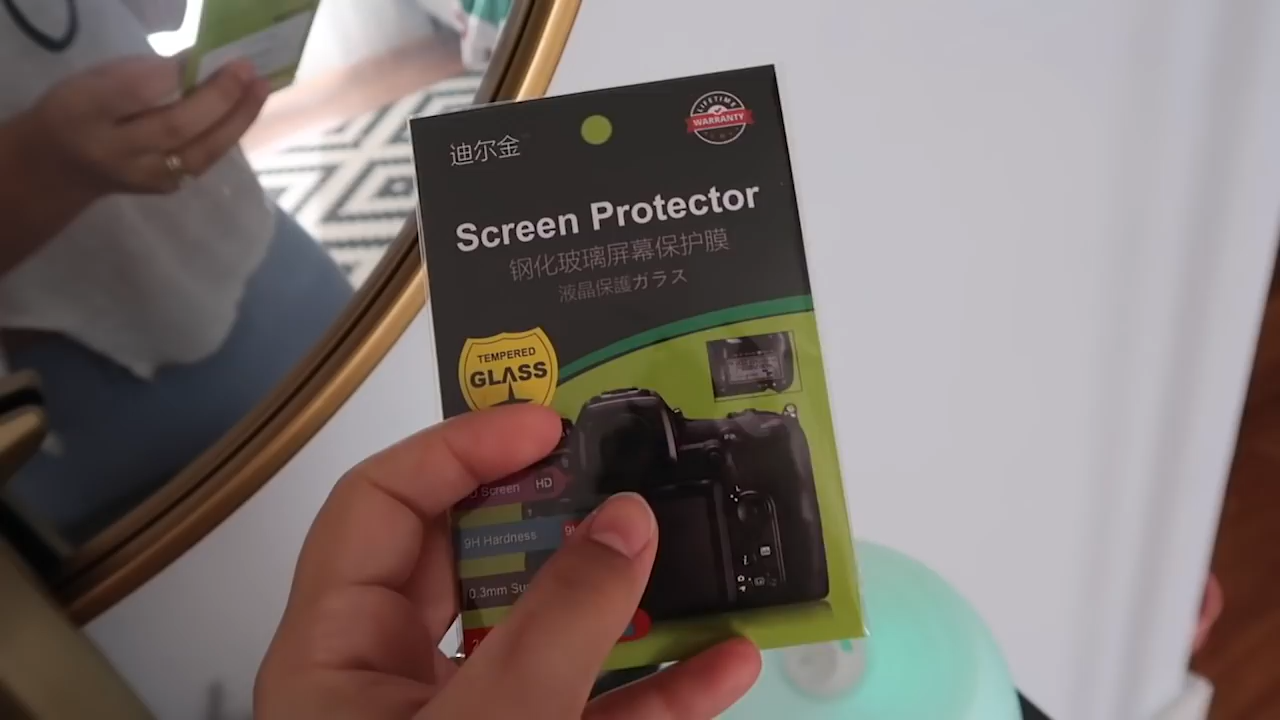 迪尔金
LIFETIME
WARRANTY
Screen Protector
钢化玻璃屏幕保护膜
液晶保護ガラス
TEMPERED
GLASS
Screen HD
9H Hardness
0.3mm